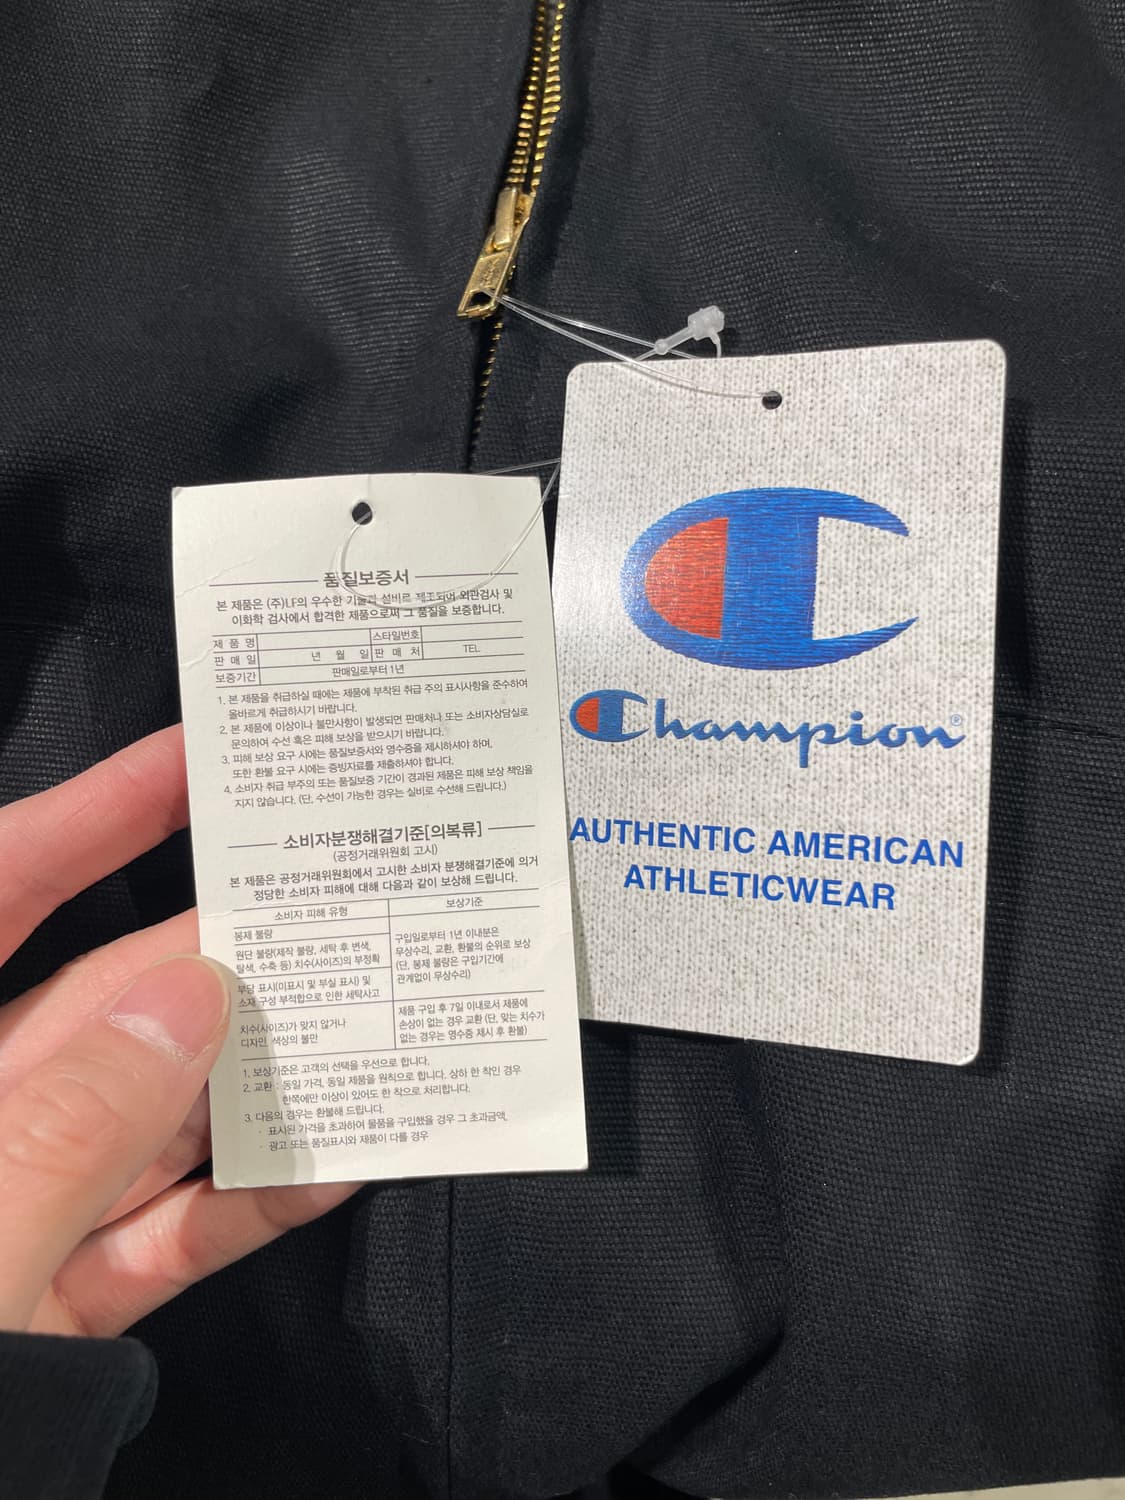 품질보증서
본 제품은 (주)LF의 우수한 기술과 설비로 제조되어 외관검사 및
이화학 검사에서 합격한 제품으로써 그 품질을 보증합니다.
제 품 명 스타일번호
판 매 일 년 월 일 판 매 처 TEL
보증기간 판매일로부터 1년
1. 본 제품을 취급하실 때에는 제품에 부착된 취급 주의 표시사항을 준수하여
올바르게 취급하시기 바랍니다.
2. 본 제품에 이상이나 불만사항이 발생되면 판매처나 또는 소비자상담실로
문의하여 수선 혹은 피해 보상을 받으시기 바랍니다.
3. 피해 보상 요구 시에는 품질보증서와 영수증을 제시하셔야 하며,
또한 환불 요구 시에는 증빙자료를 제출하셔야 합니다.
4. 소비자 취급 부주의 또는 품질보증 기간이 경과된 제품은 피해 보상 책임을
지지 않습니다. (단, 수선이 가능한 경우는 실비로 수선해 드립니다.)
소비자분쟁해결기준[의복류]
(공정거래위원회 고시)
본 제품은 공정거래위원회에서 고시한 소비자 분쟁해결기준에 의거
정당한 소비자 피해에 대해 다음과 같이 보상해 드립니다.
소비자 피해 유형 보상기준
봉제 불량
원단 불량(제작 불량, 세탁 후 변색,
탈색, 수축 등) 치수(사이즈)의 부정확
부당 표시(미표시 및 부실 표시) 및
소재 구성 부적합으로 인한 세탁사고
구입일로부터 1년 이내분은
무상수리, 교환, 환불의 순위로 보상
(단, 봉제 불량은 구입기간에
관계없이 무상수리)
치수(사이즈)가 맞지 않거나
디자인, 색상의 불만
제품 구입 후 7일 이내로서 제품에
손상이 없는 경우 교환 (단, 맞는 치수가
없는 경우는 영수증 제시 후 환불)
1. 보상기준은 고객의 선택을 우선으로 합니다.
2. 교환 : 동일 가격, 동일 제품을 원칙으로 합니다. 상하 한 착인 경우
한쪽에만 이상이 있어도 한 착으로 처리합니다.
3. 다음의 경우는 환불해 드립니다.
· 표시된 가격을 초과하여 물품을 구입했을 경우 그 초과금액,
· 광고 또는 품질표시와 제품이 다를 경우
Champion®
AUTHENTIC AMERICAN
ATHLETICWEAR